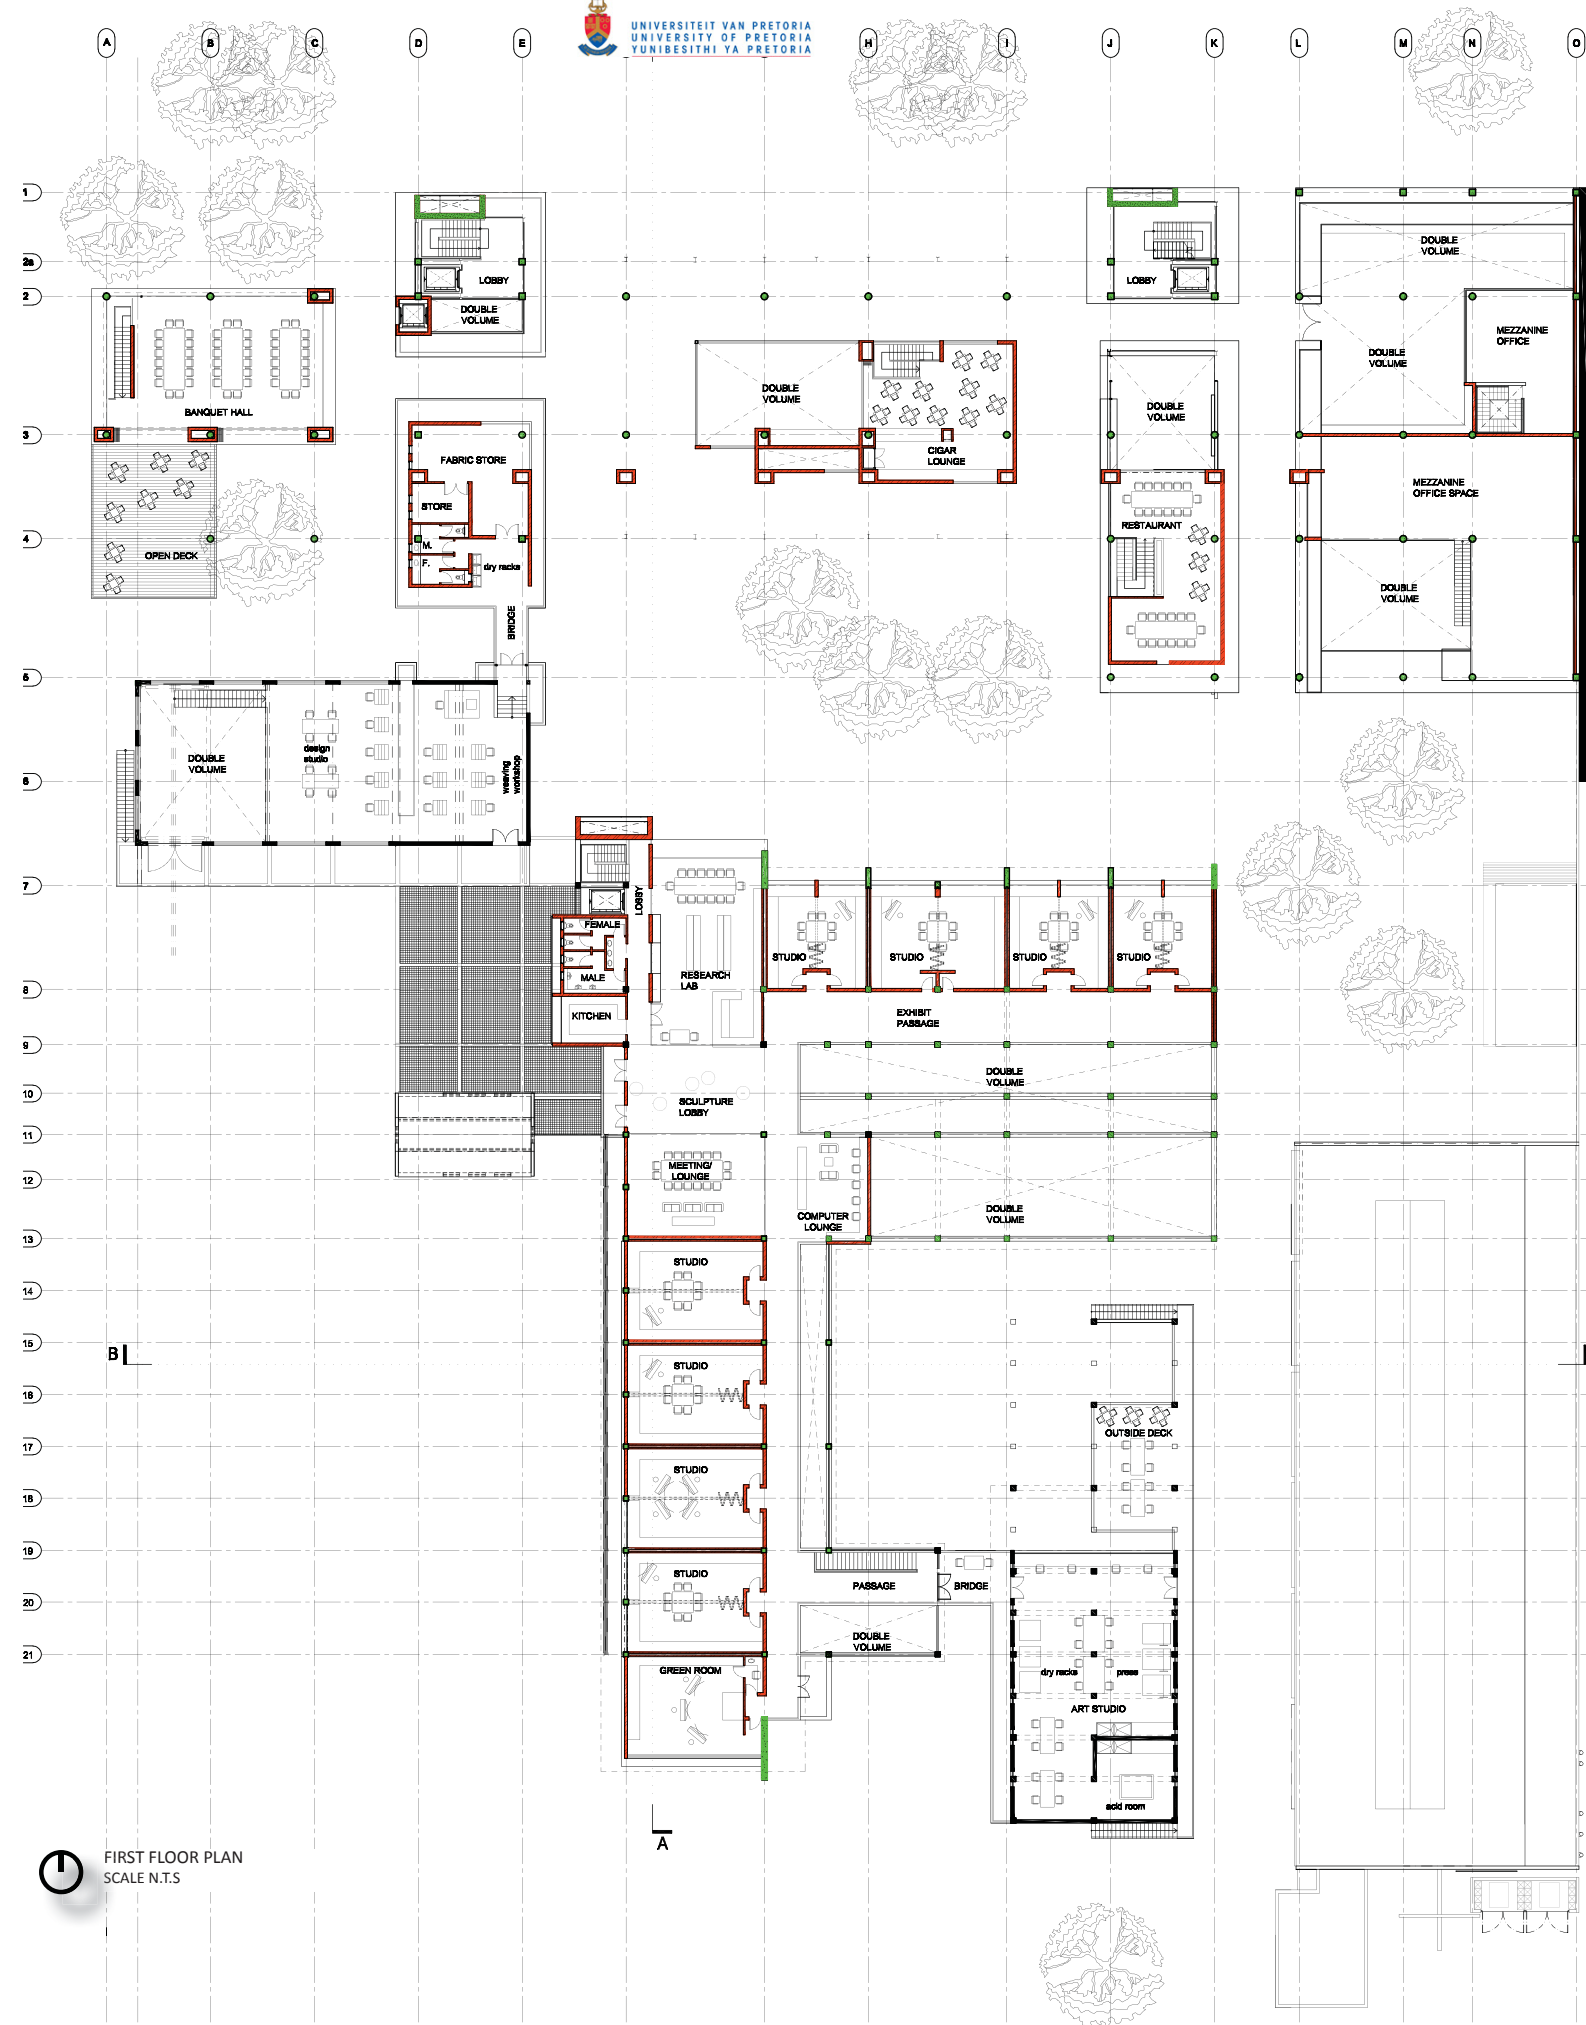 UNIVERSITEIT VAN PRETORIA
UNIVERSITY OF PRETORIA
YUNIBESITHI YA PRETORIA
A
B
C
D
E
H
I
J
K
L
M
N
O
1
2a
2
3
4
5
6
7
8
9
10
11
12
13
14
15
16
17
18
19
20
21
LOBBY
DOUBLE
VOLUME
LOBBY
DOUBLE
VOLUME
MEZZANINE
OFFICE
DOUBLE
VOLUME
BANQUET HALL
DOUBLE
VOLUME
CIGAR
LOUNGE
DOUBLE
VOLUME
FABRIC STORE
STORE
M.
F.
dry racks
BRIDGE
OPEN DECK
RESTAURANT
MEZZANINE
OFFICE SPACE
DOUBLE
VOLUME
DOUBLE
VOLUME
design
studio
weaving
workshop
LOBBY
FEMALE
MALE
KITCHEN
RESEARCH
LAB
STUDIO
STUDIO
STUDIO
STUDIO
EXHIBIT
PASSAGE
DOUBLE
VOLUME
SCULPTURE
LOBBY
MEETING/
LOUNGE
COMPUTER
LOUNGE
DOUBLE
VOLUME
STUDIO
STUDIO
STUDIO
STUDIO
GREEN ROOM
B
OUTSIDE DECK
PASSAGE
BRIDGE
DOUBLE
VOLUME
dry racks
press
ART STUDIO
acid room
A
FIRST FLOOR PLAN
SCALE N.T.S